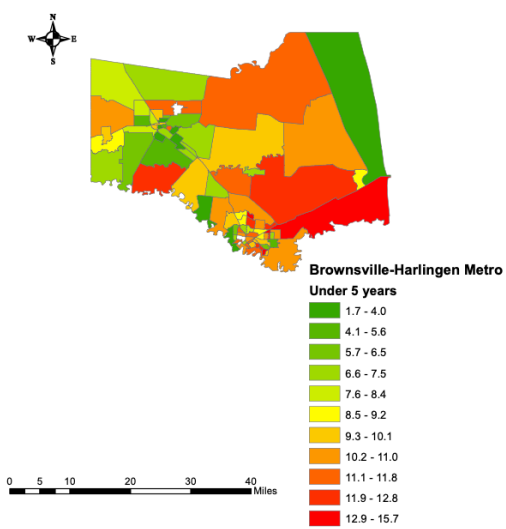 N
W E
S
Brownsville-Harlingen Metro
Under 5 years
1.7 - 4.0
4.1 - 5.6
5.7 - 6.5
6.6 - 7.5
7.6 - 8.4
8.5 - 9.2
9.3 - 10.1
10.2 - 11.0
11.1 - 11.8
11.9 - 12.8
12.9 - 15.7
0 5 10 20 30 40
Miles